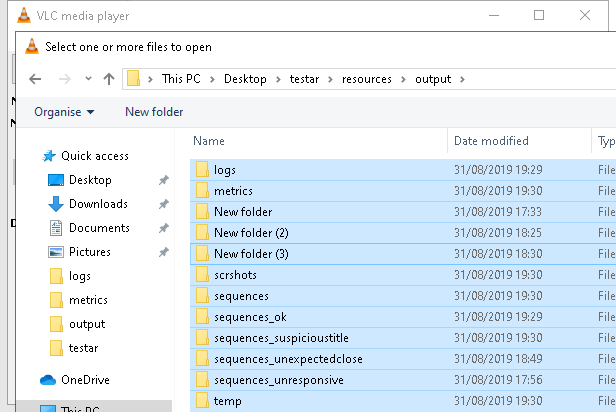 VLC media player
Select one or more files to open
This PC > Desktop > testar > resources > output >
Organise New folder
Name Date modified Typ
Quick access
Desktop
Downloads
Documents
Pictures
logs
metrics
output
testar
OneDrive
This PC
logs 31/08/2019 19:29 File
metrics 31/08/2019 19:30 File
New folder 31/08/2019 17:33 File
New folder (2) 31/08/2019 18:25 File
New folder (3) 31/08/2019 18:30 File
scrshots 31/08/2019 19:30 File
sequences 31/08/2019 19:30 File
sequences_ok 31/08/2019 19:29 File
sequences_suspicioustitle 31/08/2019 19:30 File
sequences_unexpectedclose 31/08/2019 18:49 File
sequences_unresponsive 31/08/2019 17:56 File
temp 31/08/2019 19:30 File